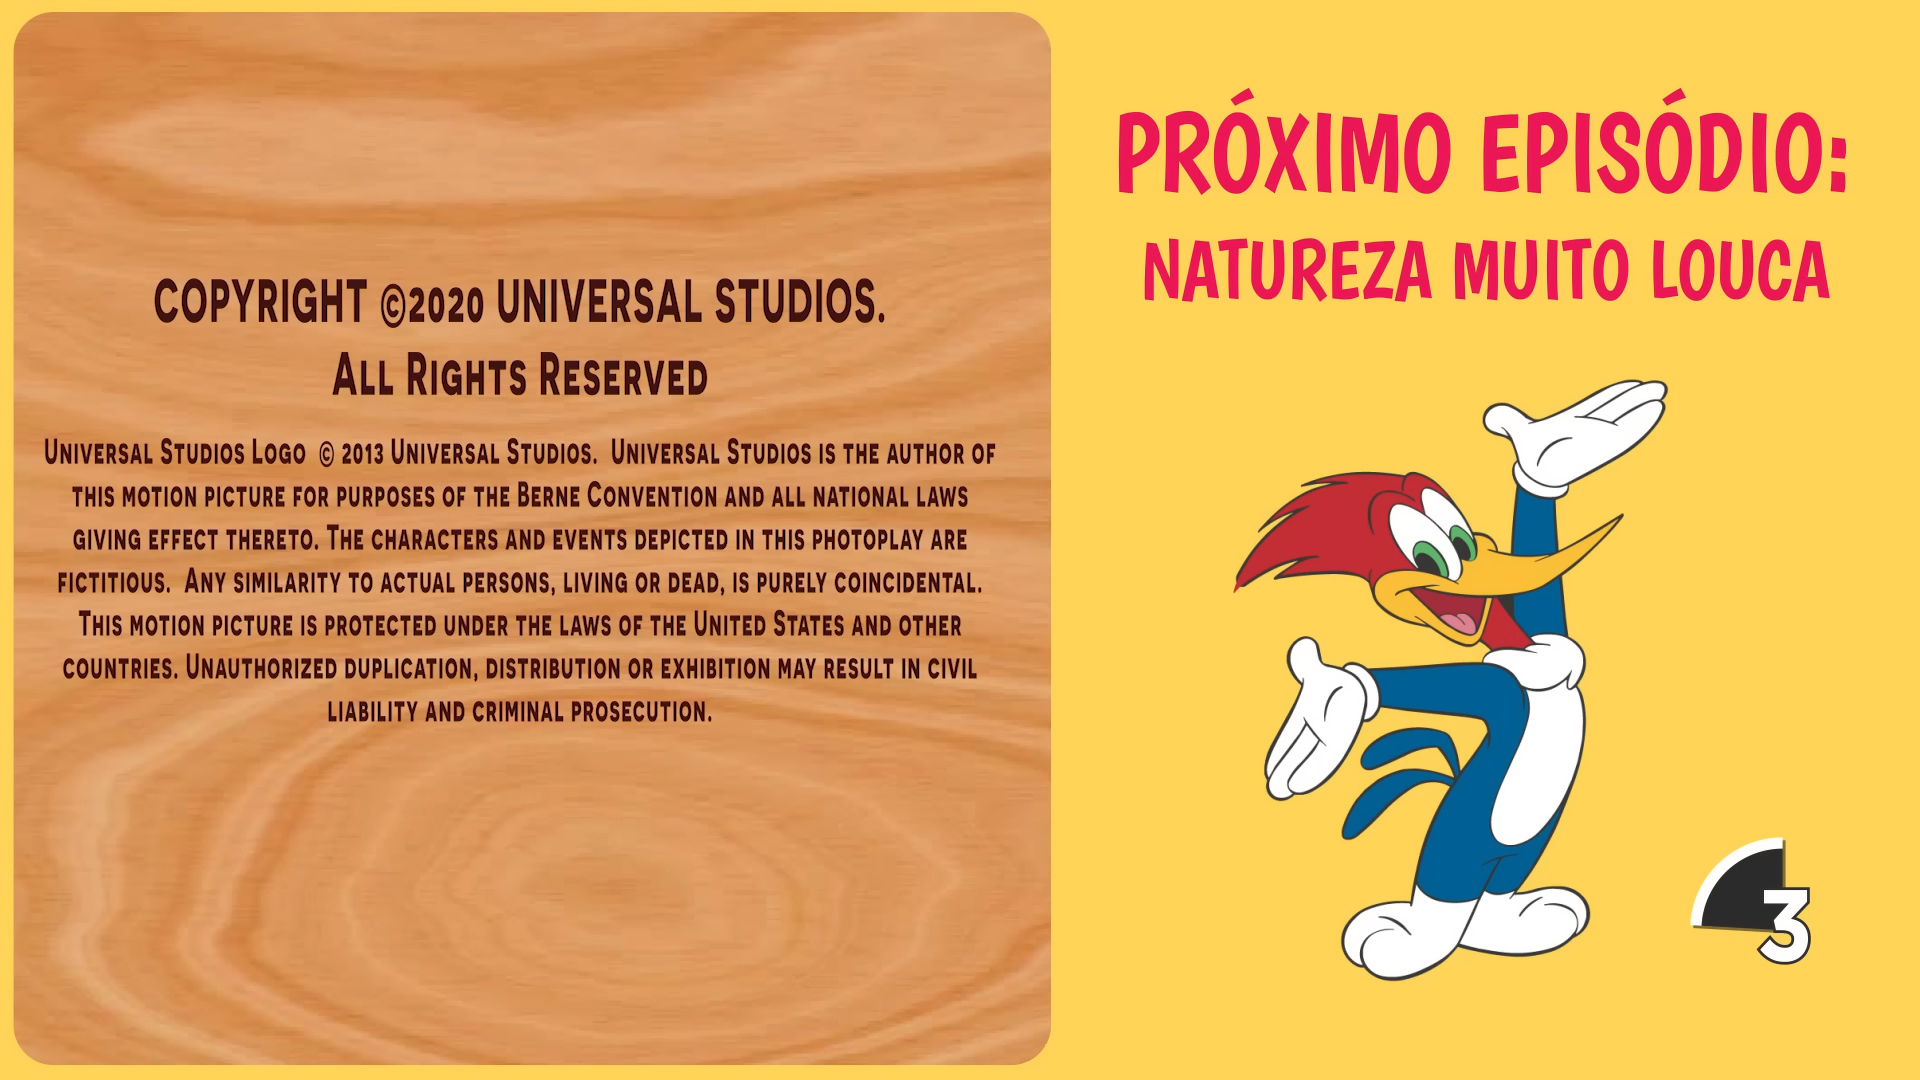 COPYRIGHT ©2020 UNIVERSAL STUDIOS.
ALL RIGHTS RESERVED
UNIVERSAL STUDIOS LOGO © 2013 UNIVERSAL STUDIOS. UNIVERSAL STUDIOS IS THE AUTHOR OF
THIS MOTION PICTURE FOR PURPOSES OF THE BERNE CONVENTION AND ALL NATIONAL LAWS
GIVING EFFECT THERETO. THE CHARACTERS AND EVENTS DEPICTED IN THIS PHOTOPLAY ARE
FICTITIOUS. ANY SIMILARITY TO ACTUAL PERSONS, LIVING OR DEAD, IS PURELY COINCIDENTAL.
THIS MOTION PICTURE IS PROTECTED UNDER THE LAWS OF THE UNITED STATES AND OTHER
COUNTRIES. UNAUTHORIZED DUPLICATION, DISTRIBUTION OR EXHIBITION MAY RESULT IN CIVIL
LIABILITY AND CRIMINAL PROSECUTION.
PRÓXIMO EPISÓDIO:
NATUREZA MUITO LOUCA
3